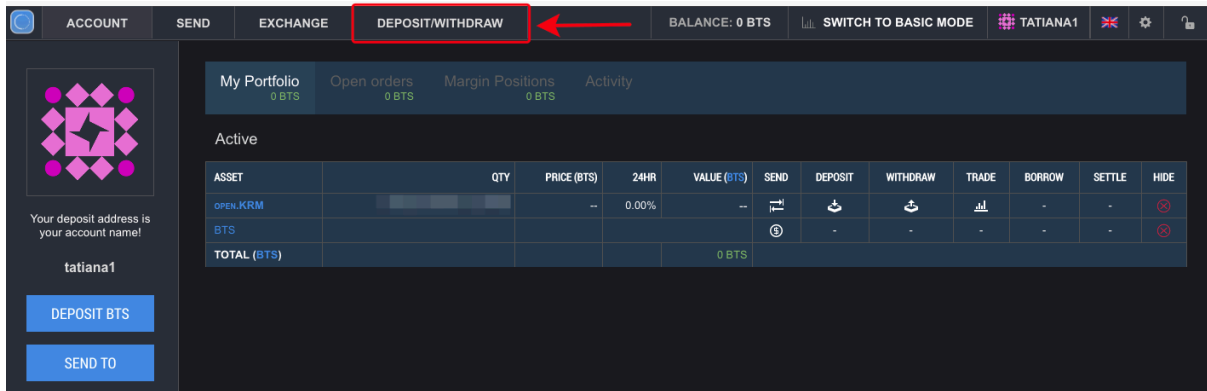 ACCOUNT SEND EXCHANGE DEPOSIT/WITHDRAW BALANCE: 0 BTS SWITCH TO BASIC MODE TATIANA1
My Portfolio Open orders Margin Positions Activity
0 BTS 0 BTS 0 BTS
Active
ASSET QTY PRICE (BTS) 24HR VALUE (BTS) SEND DEPOSIT WITHDRAW TRADE BORROW SETTLE HIDE
OPEN.KRM -- 0.00% -- - -
BTS - - - - -
TOTAL (BTS) 0 BTS
Your deposit address is
your account name!
tatiana1
DEPOSIT BTS
SEND TO